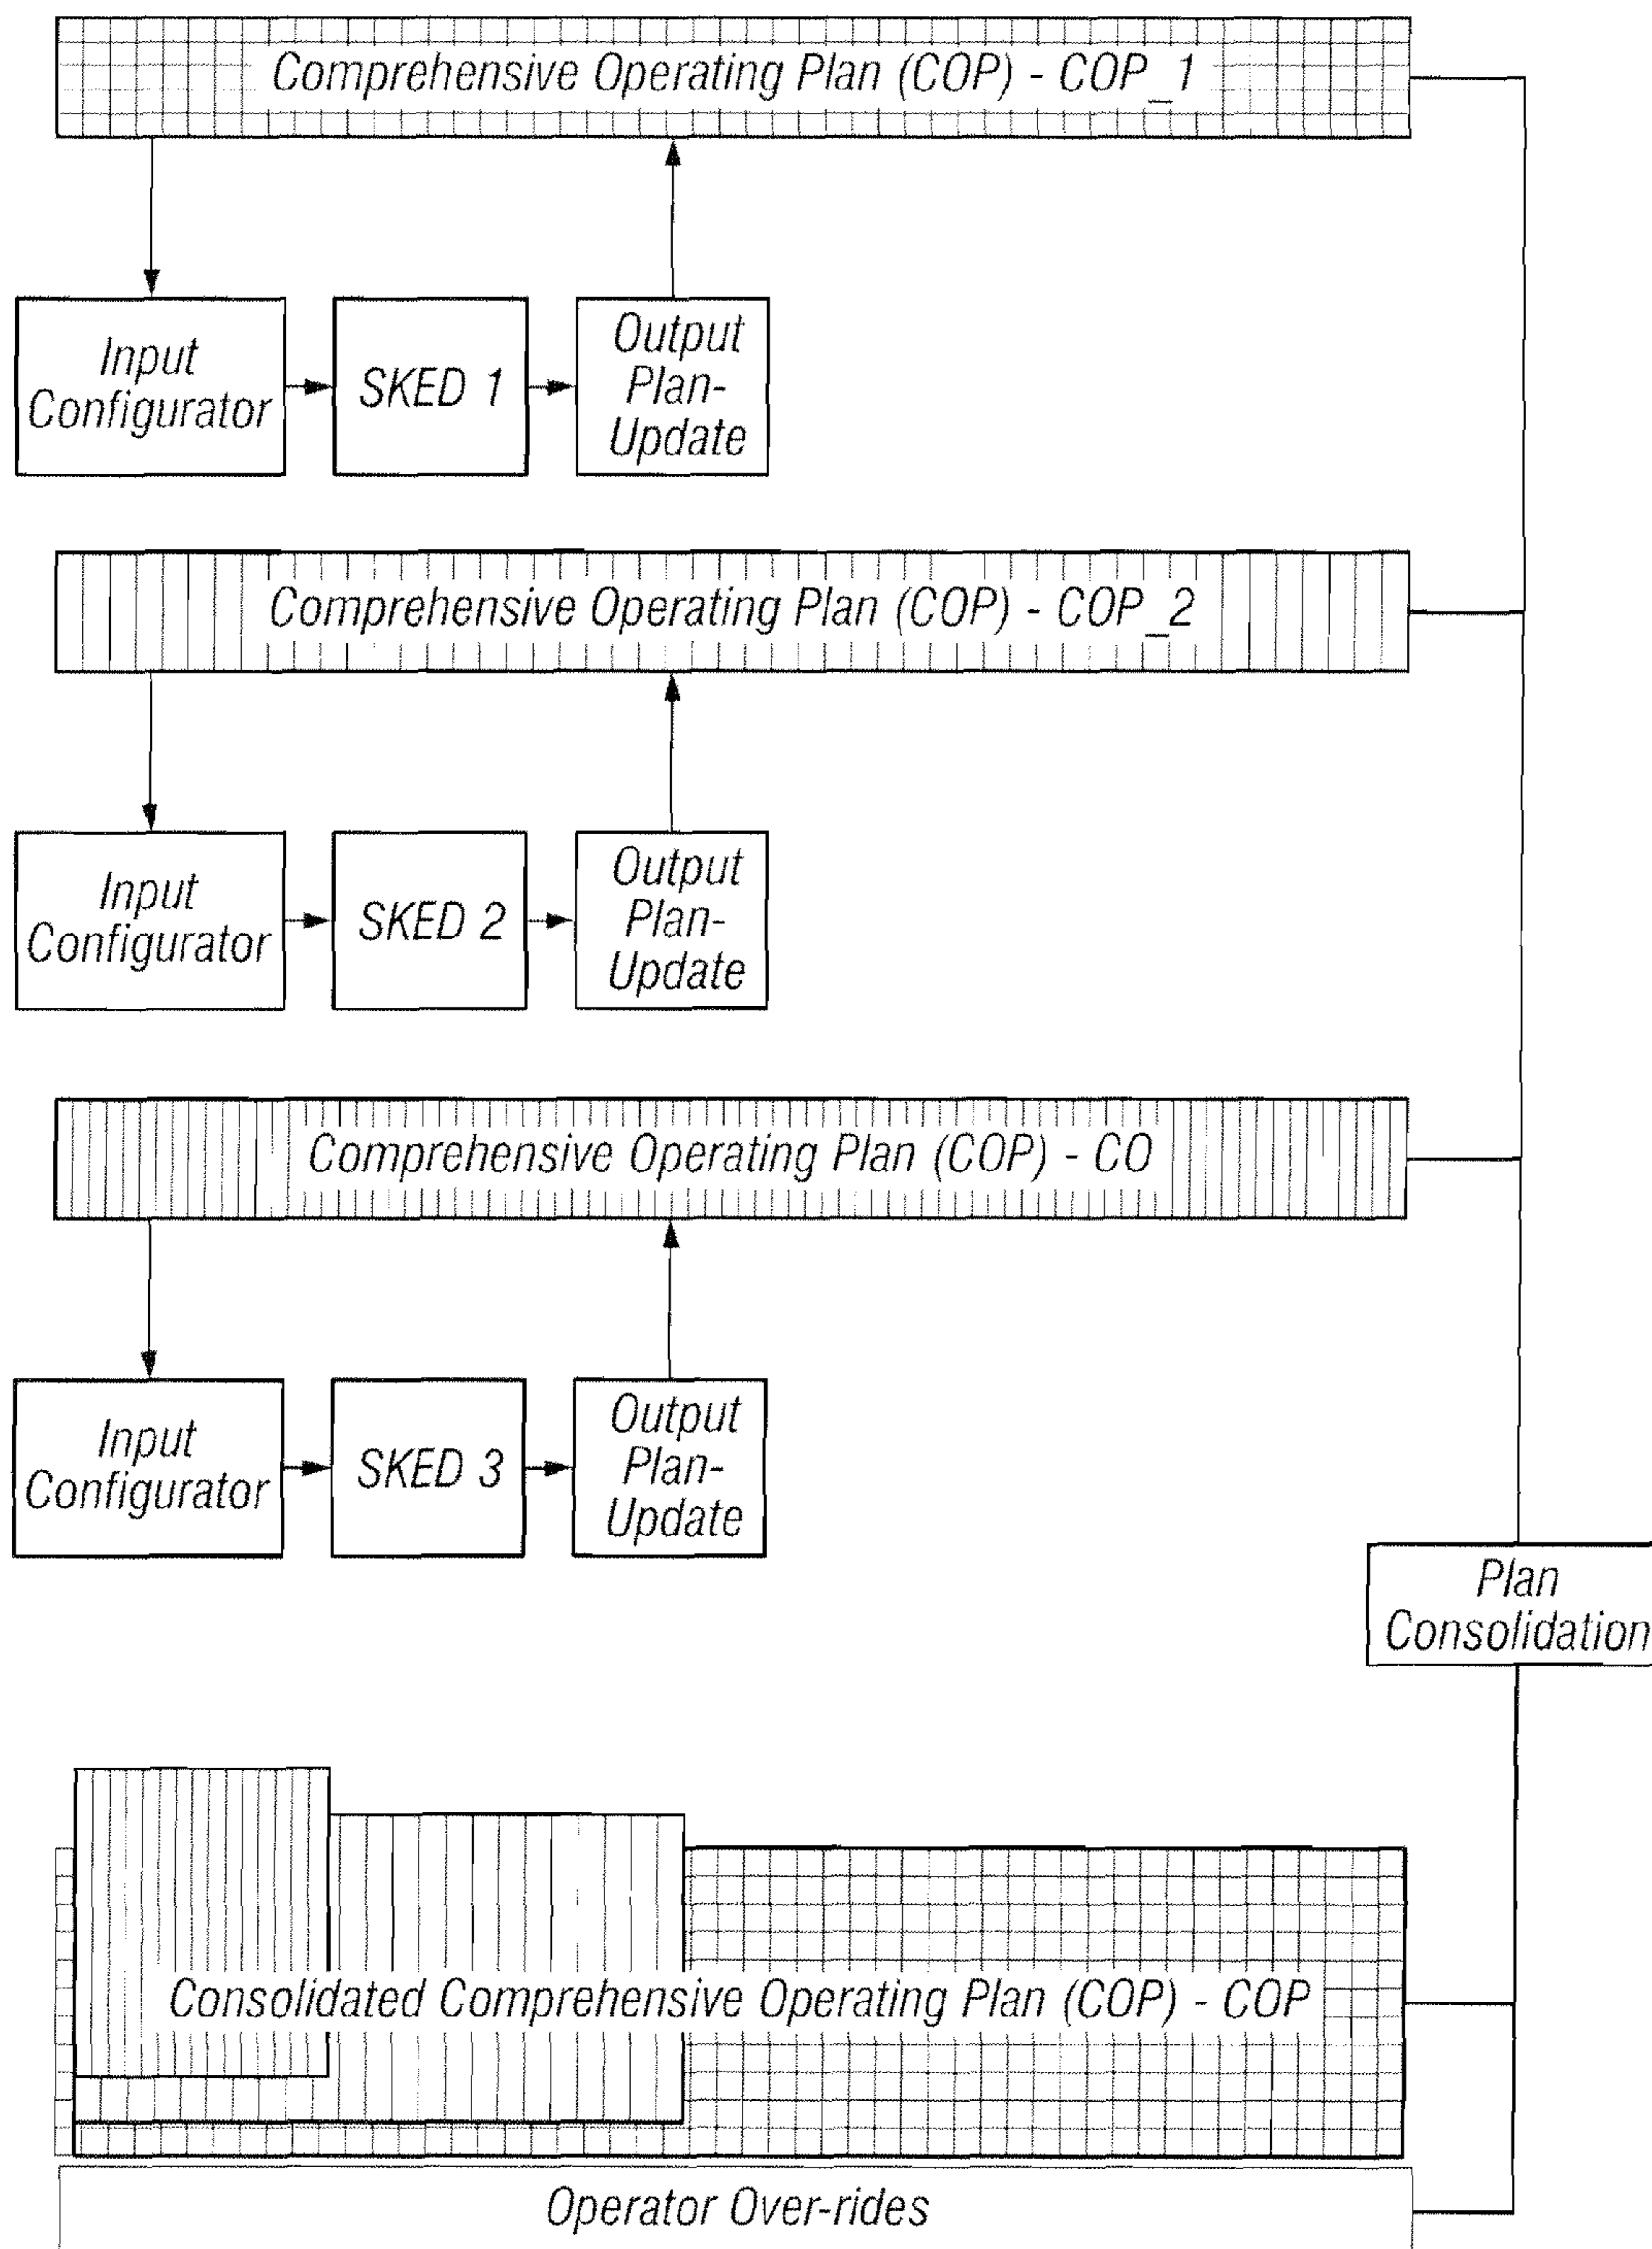 Comprehensive Operating Plan (COP) - COP_1
Input
Configurator
SKED 1
Output
Plan-
Update
Comprehensive Operating Plan (COP) - COP_2
Input
Configurator
SKED 2
Output
Plan-
Update
Comprehensive Operating Plan (COP) - CO
Input
Configurator
SKED 3
Output
Plan-
Update
Plan
Consolidation
Consolidated Comprehensive Operating Plan (COP) - COP
Operator Over-rides